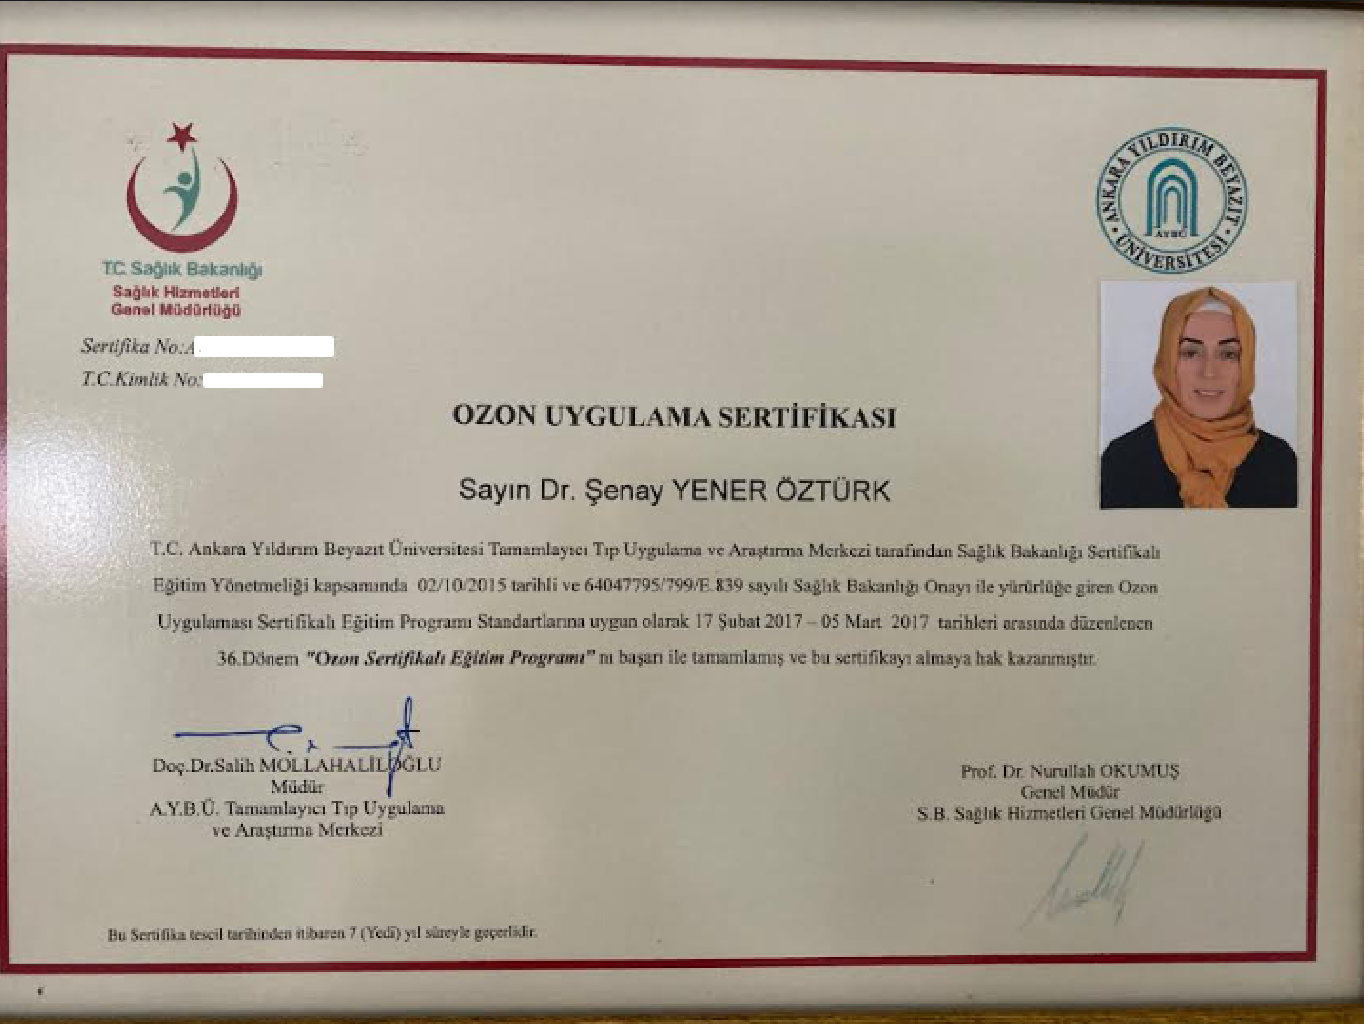 T.C. Sağlık Bakanlığı
Sağlık Hizmetleri
Genel Müdürlüğü
ANKARA YILDIRIM BEYAZIT ÜNİVERSİTESİ
AYBÜ
Sertifika No:A
T.C.Kimlik No:
OZON UYGULAMA SERTİFİKASI
Sayın Dr. Şenay YENER ÖZTÜRK
T.C. Ankara Yıldırım Beyazıt Üniversitesi Tamamlayıcı Tıp Uygulama ve Araştırma Merkezi tarafından Sağlık Bakanlığı Sertifikalı
Eğitim Yönetmeliği kapsamında 02/10/2015 tarihli ve 64047795/799/E.839 sayılı Sağlık Bakanlığı Onayı ile yürürlüğe giren Ozon
Uygulaması Sertifikalı Eğitim Programı Standartlarına uygun olarak 17 Şubat 2017 – 05 Mart 2017 tarihleri arasında düzenlenen
36.Dönem "Ozon Sertifikalı Eğitim Programı" nı başarı ile tamamlamış ve bu sertifikayı almaya hak kazanmıştır.
Doç.Dr.Salih MOLLAHALİLOĞLU
Müdür
A.Y.B.Ü. Tamamlayıcı Tıp Uygulama
ve Araştırma Merkezi
Prof. Dr. Nurullah OKUMUŞ
Genel Müdür
S.B. Sağlık Hizmetleri Genel Müdürlüğü
Bu Sertifika tescil tarihinden itibaren 7 (Yedi) yıl süreyle geçerlidir.